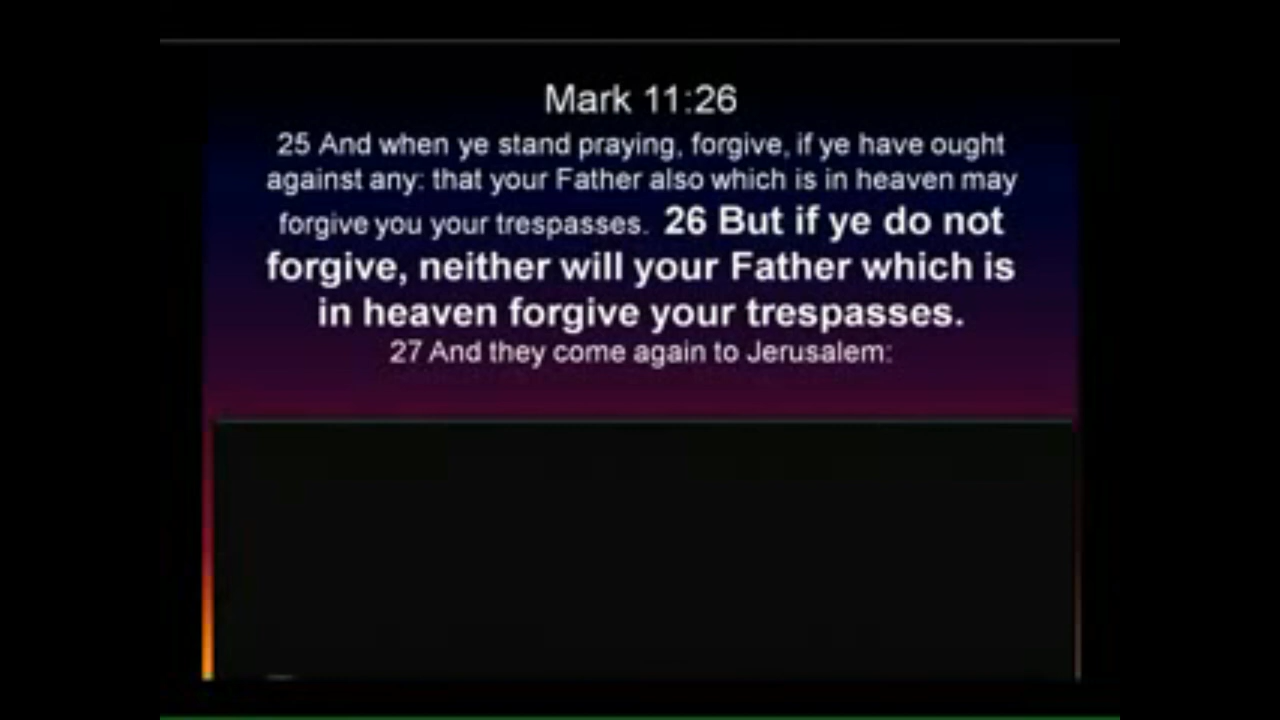 Mark 11:26
25 And when ye stand praying, forgive, if ye have ought
against any: that your Father also which is in heaven may
forgive you your trespasses. 26 But if ye do not
forgive, neither will your Father which is
in heaven forgive your trespasses.
27 And they come again to Jerusalem: